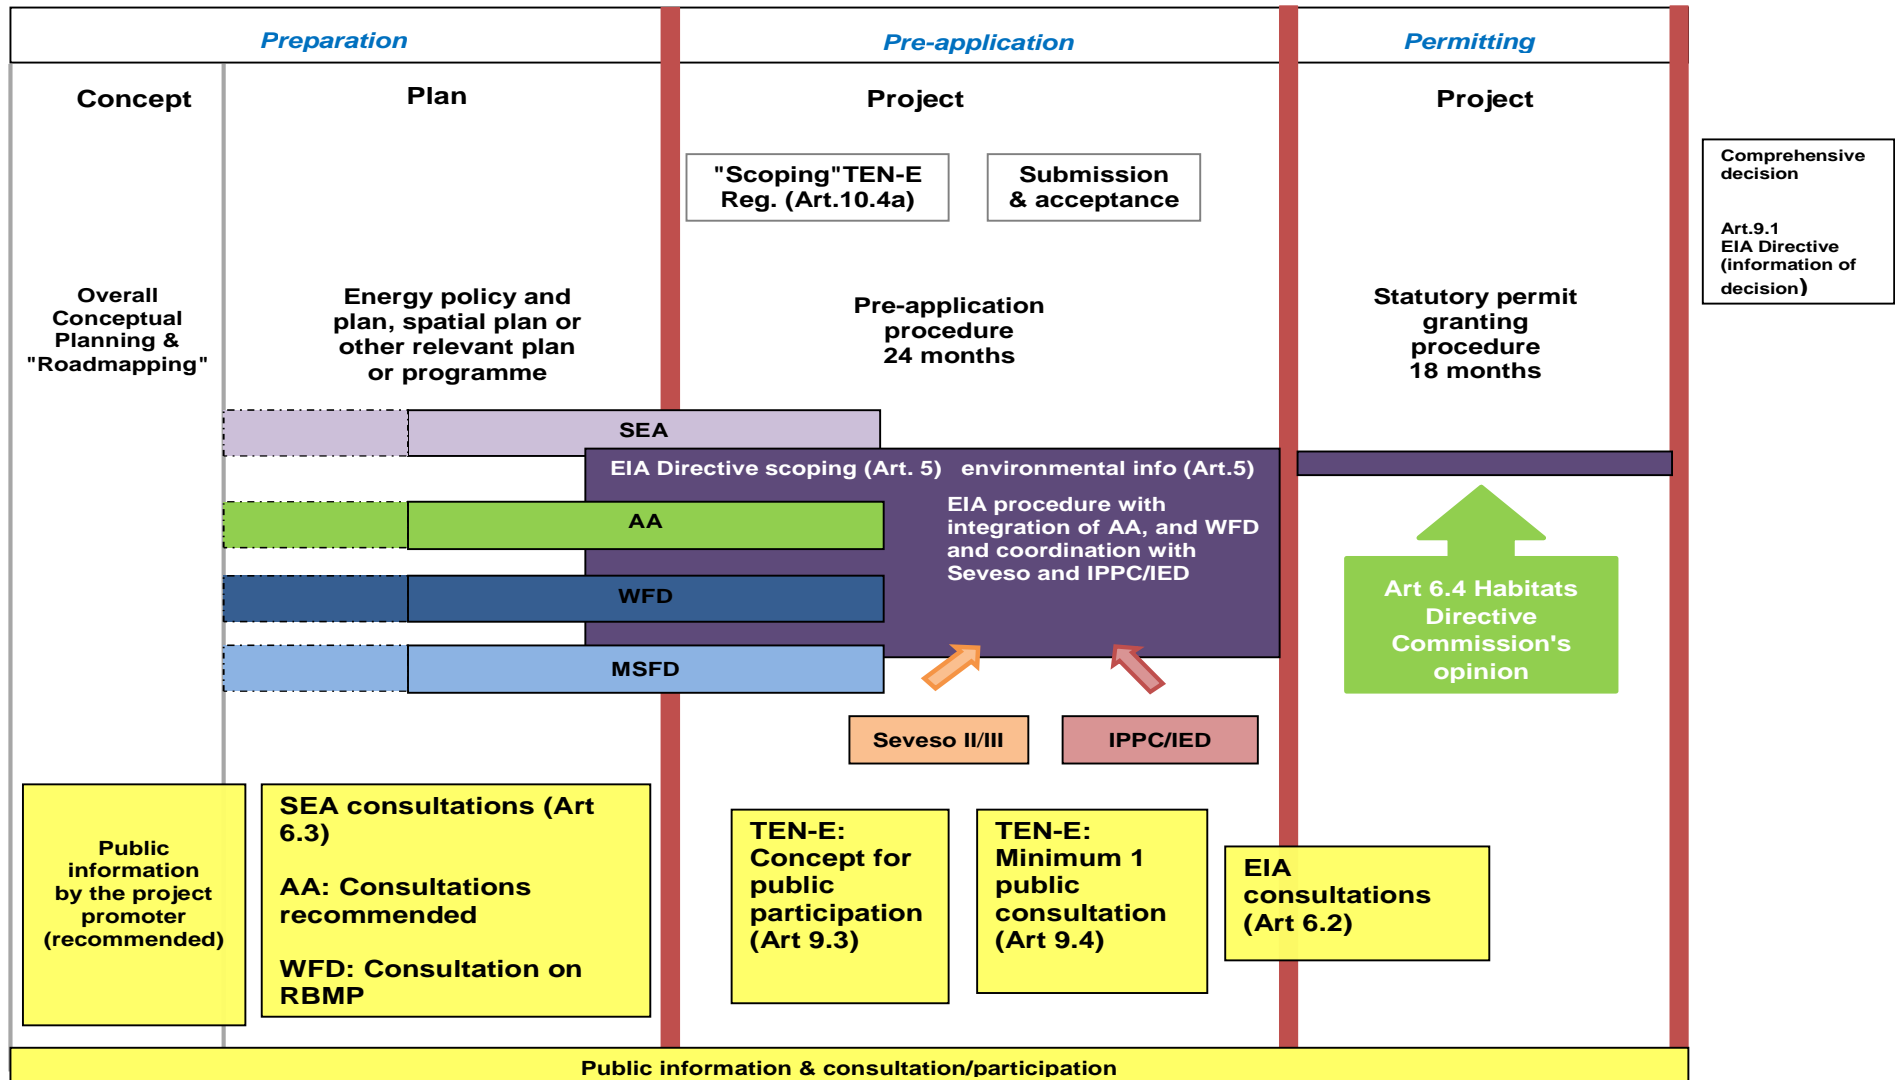 Preparation
Pre-application
Permitting
Concept
Plan
Project
Project
"Scoping"TEN-E
Reg. (Art.10.4a)
Submission
& acceptance
Comprehensive
decision
Art.9.1
EIA Directive
(information of
decision)
Overall
Conceptual
Planning &
"Roadmapping"
Energy policy and
plan, spatial plan or
other relevant plan
or programme
Pre-application
procedure
24 months
Statutory permit
granting
procedure
18 months
SEA
EIA Directive scoping (Art. 5) environmental info (Art.5)
EIA procedure with
integration of AA, and WFD
and coordination with
Seveso and IPPC/IED
AA
WFD
MSFD
Art 6.4 Habitats
Directive
Commission's
opinion
Seveso II/III
IPPC/IED
Public
information
by the project
promoter
(recommended)
SEA consultations (Art
6.3)
AA: Consultations
recommended
WFD: Consultation on
RBMP
TEN-E:
Concept for
public
participation
(Art 9.3)
TEN-E:
Minimum 1
public
consultation
(Art 9.4)
EIA
consultations
(Art 6.2)
Public information & consultation/participation